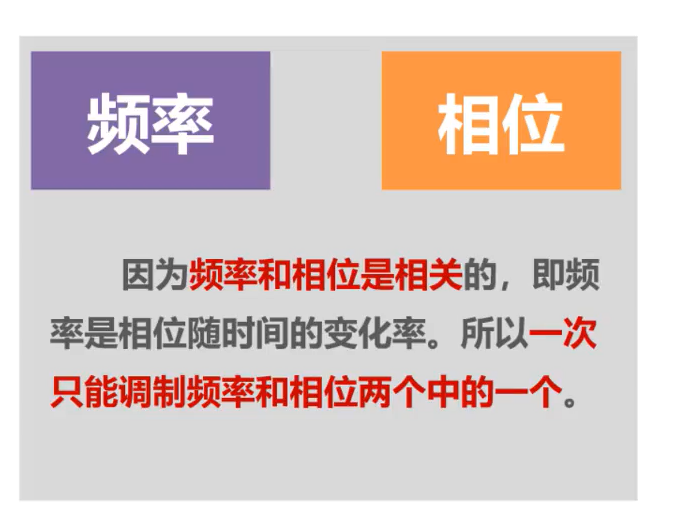 频率
相位
因为频率和相位是相关的，即频
率是相位随时间的变化率。所以一次
只能调制频率和相位两个中的一个。